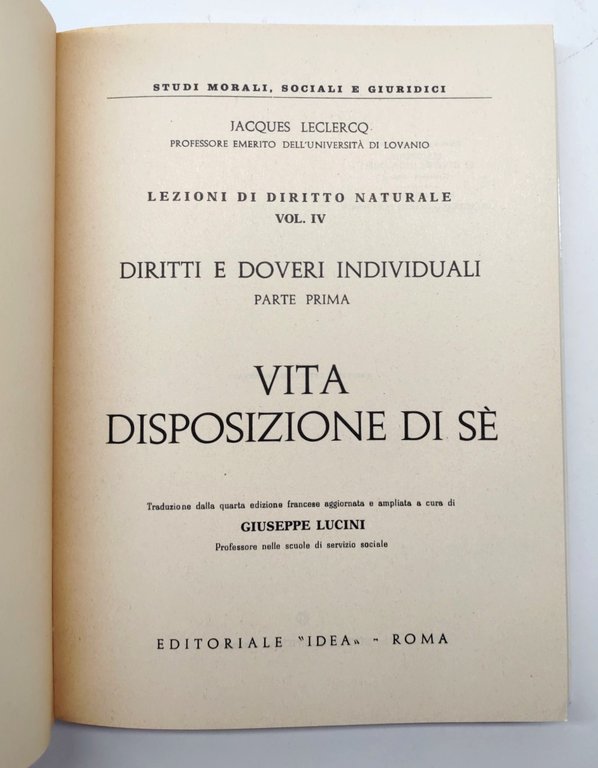 STUDI MORALI, SOCIALI E GIURIDICI
JACQUES LECLERCQ
PROFESSORE EMERITO DELL'UNIVERSITÀ DI LOVANIO
LEZIONI DI DIRITTO NATURALE
VOL. IV
DIRITTI E DOVERI INDIVIDUALI
PARTE PRIMA
VITA
DISPOSIZIONE DI SÈ
Traduzione dalla quarta edizione francese aggiornata e ampliata a cura di
GIUSEPPE LUCINI
Professore nelle scuole di servizio sociale
EDITORIALE "IDEA" - ROMA